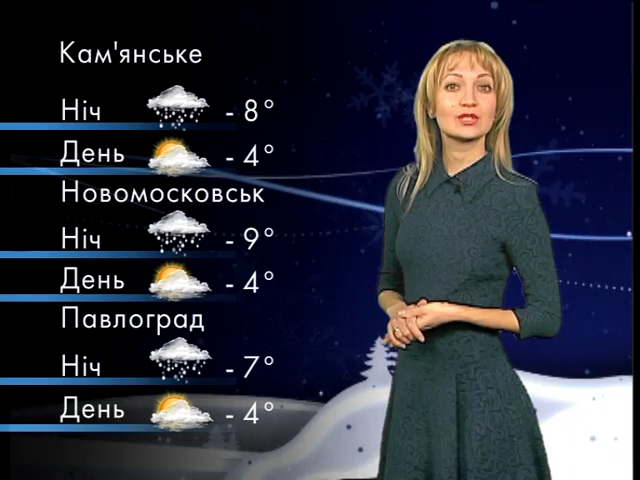 Кам'янське
Ніч - 8°
День - 4°
Новомосковськ
Ніч - 9°
День - 4°
Павлоград
Ніч - 7°
День - 4°